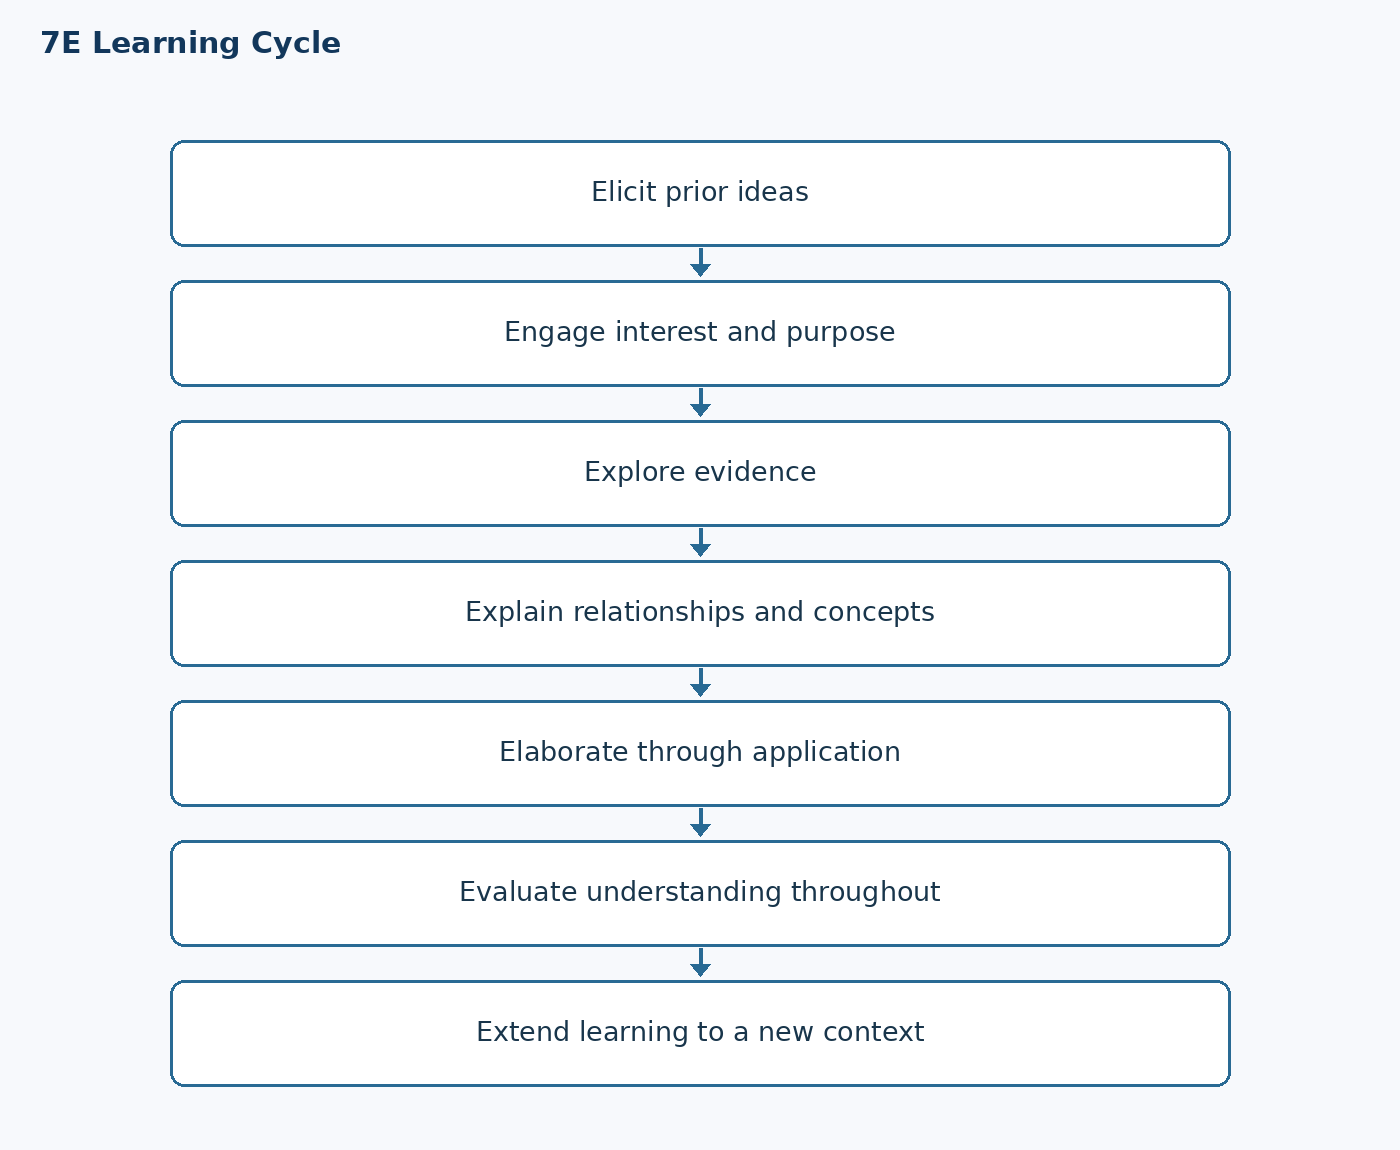 7E Learning Cycle
Elicit prior ideas
Engage interest and purpose
Explore evidence
Explain relationships and concepts
Elaborate through application
Evaluate understanding throughout
Extend learning to a new context